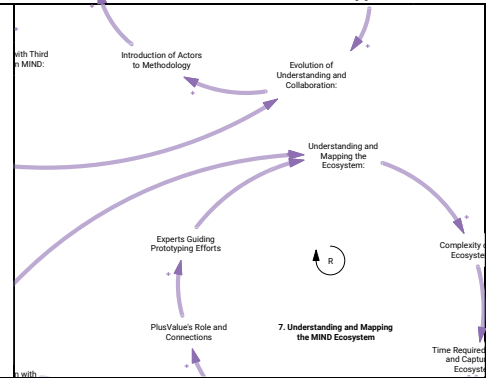 with Third
n MIND:
Introduction of Actors
to Methodology
Evolution of
Understanding and
Collaboration:
Understanding and
Mapping the
Ecosystem:
Experts Guiding
Prototyping Efforts
R
Complexity
Ecosyste
PlusValue's Role and
Connections
7. Understanding and Mapping
the MIND Ecosystem
Time Required
and Captu
Ecosyste
n with